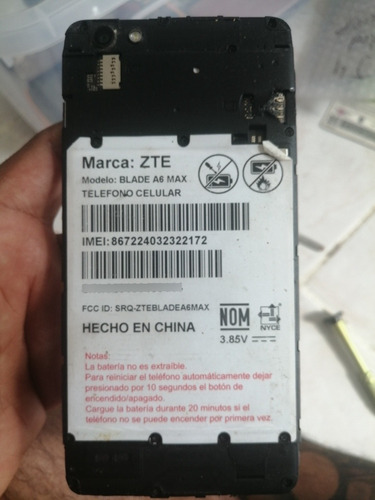 Marca: ZTE
Modelo: BLADE A6 MAX
TELEFONO CELULAR
IMEI:867224032322172
FCC ID: SRQ-ZTEBLADEA6MAX
HECHO EN CHINA
NOM
NYCE
3.85V
Notas:
La batería no es extraíble.
Para reiniciar el teléfono automáticamente dejar
presionado por 10 segundos el botón de
encendido/apagado.
Cargue la batería durante 20 minutos si el
teléfono no se puede encender por primera vez.